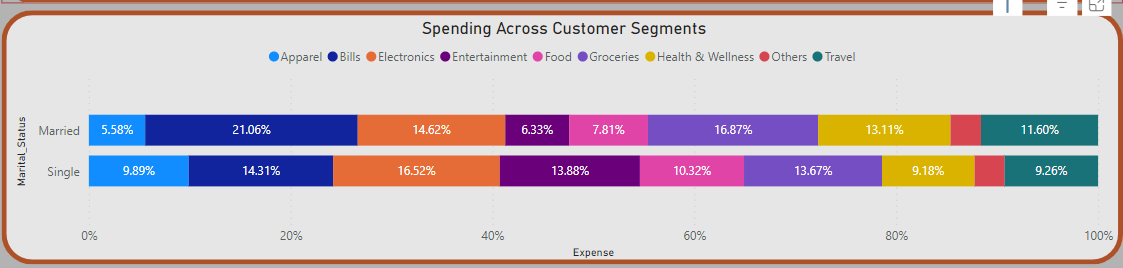 Spending Across Customer Segments
Apparel Bills Electronics Entertainment Food Groceries Health & Wellness Others Travel
Marital_Status
Married 5.58% 21.06% 14.62% 6.33% 7.81% 16.87% 13.11% 11.60%
Single 9.89% 14.31% 16.52% 13.88% 10.32% 13.67% 9.18% 9.26%
0% 20% 40% 60% 80% 100%
Expense